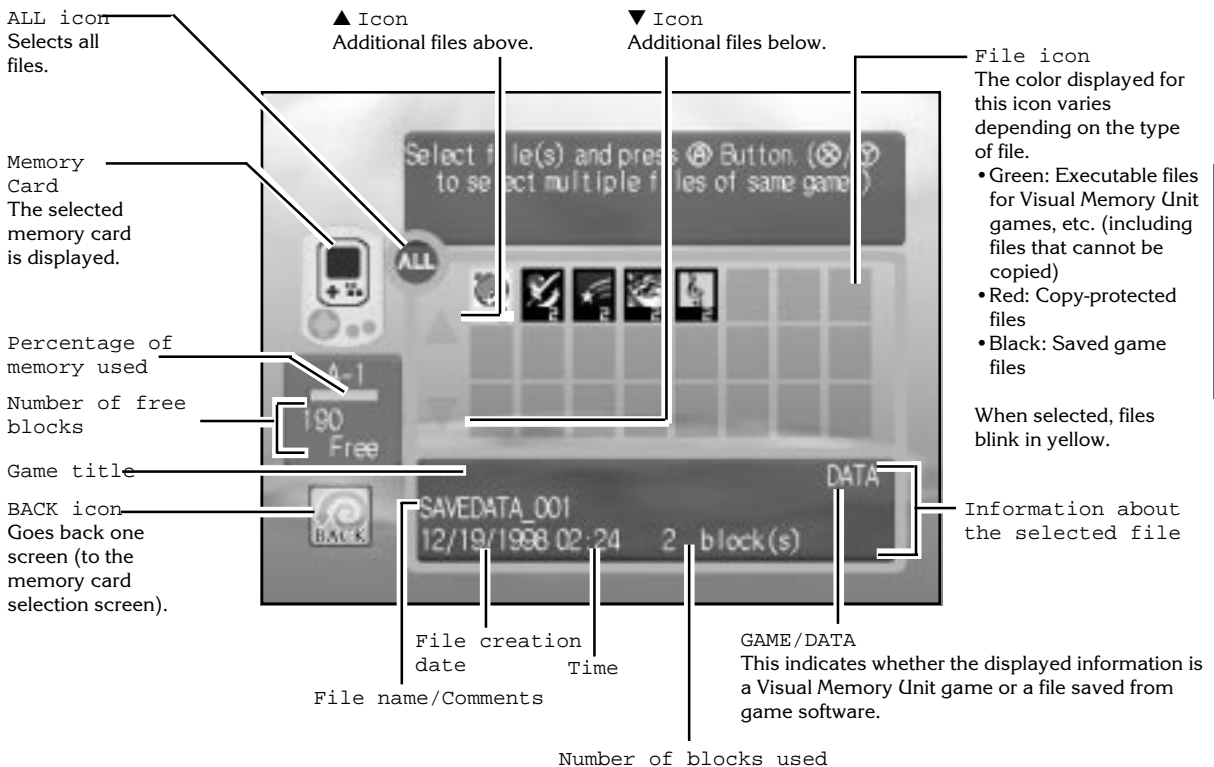 ALL icon
Selects all
files.
▲ Icon
Additional files above.
▼ Icon
Additional files below.
File icon
The color displayed for
this icon varies
depending on the type
of file.
•Green: Executable files
for Visual Memory Unit
games, etc. (including
files that cannot be
copied)
•Red: Copy-protected
files
•Black: Saved game
files
When selected, files
blink in yellow.
Memory
Card
The selected
memory card
is displayed.
Percentage of
memory used
Number of free
blocks
Game title
BACK icon
Goes back one
screen (to the
memory card
selection screen).
Select file(s) and press Ⓐ Button. (Ⓧ/Ⓨ
to select multiple files of same game.)
ALL
2 2 2 2
A-1
190
Free
BACK
DATA
SAVEDATA_001
12/19/1998 02:24 2 block(s)
Information about
the selected file
File creation
date
Time
File name/Comments
GAME/DATA
This indicates whether the displayed information is
a Visual Memory Unit game or a file saved from
game software.
Number of blocks used